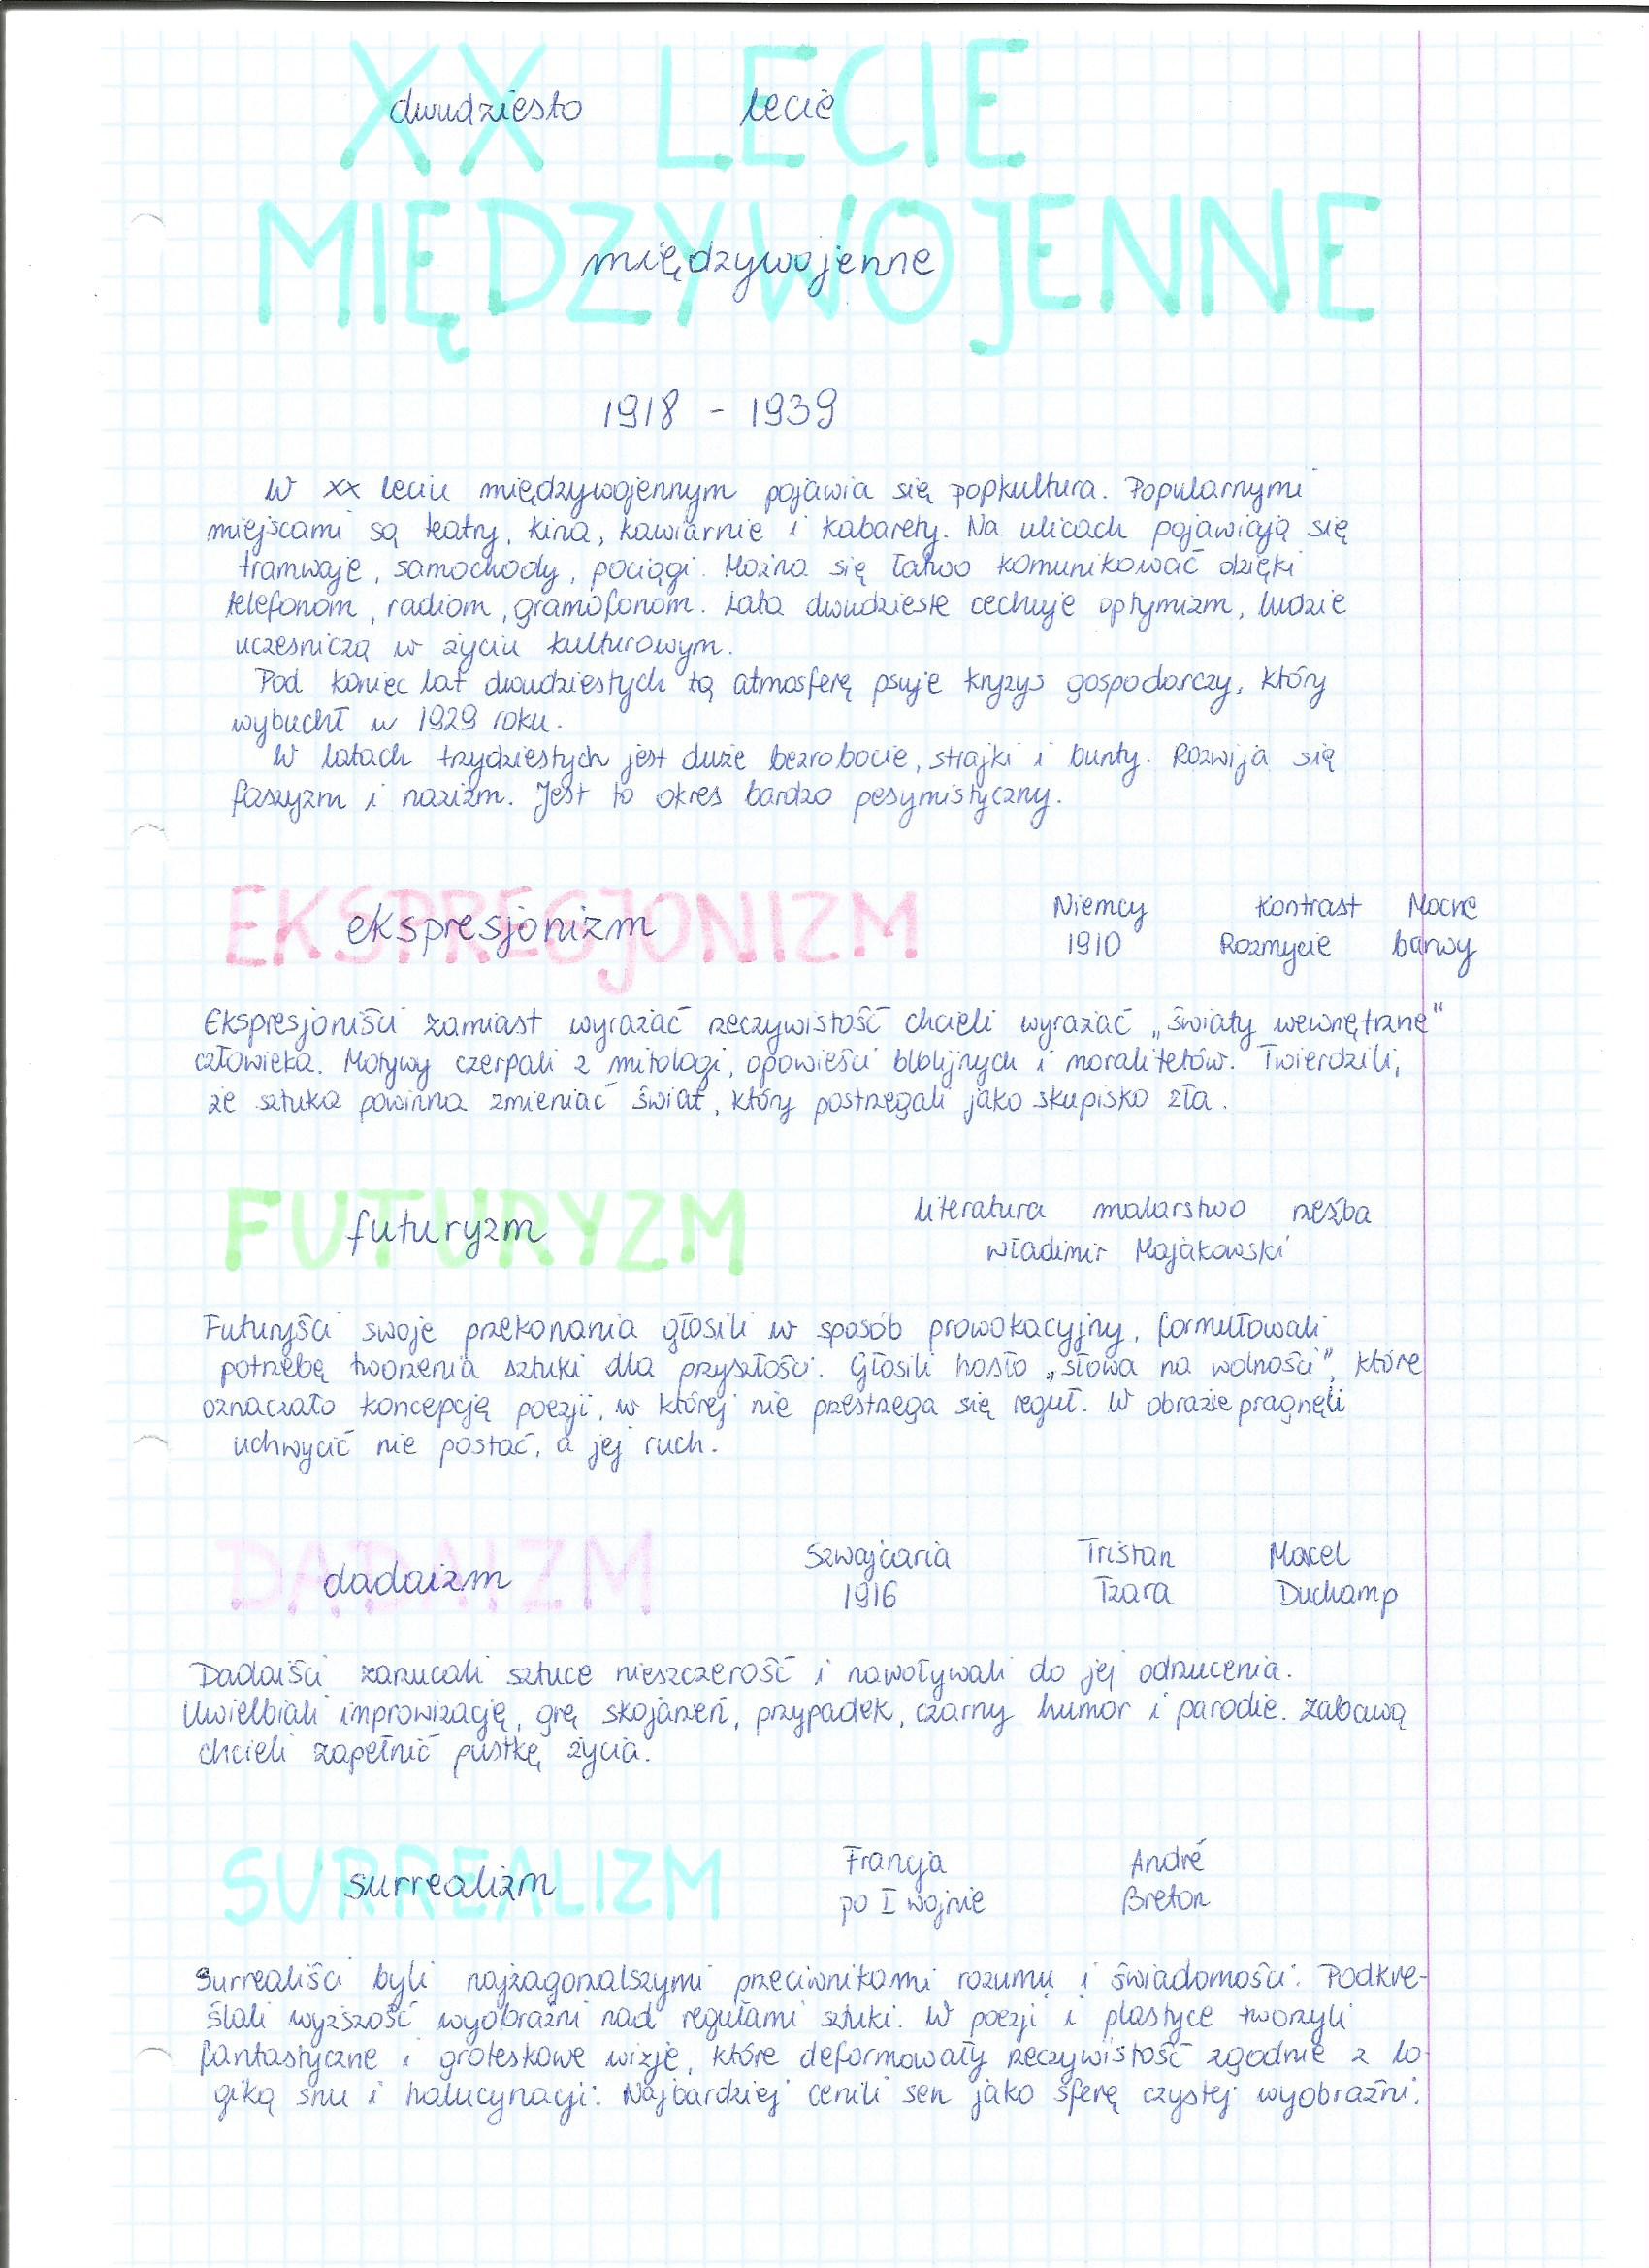 XX LECIE
dwudziesto lecie
MIĘDZYWOJENNE
międzywojenne
1918 - 1939
W XX leciu międzywojennym pojawia się popkultura. Popularnymi
miejscami są teatry, kina, kawiarnie i kabarety. Na ulicach pojawiają się
tramwaje, samochody, pociągi. Można się łatwo komunikować dzięki
telefonom, radiom, gramofonom. Lata dwudzieste cechuje optymizm, ludzie
uczesniczą w życiu kulturowym.
Pod koniec lat dwudziestych tą atmosferę psuje kryzys gospodarczy, który
wybuchł w 1929 roku.
W latach trzydziestych jest duże bezrobocie, strajki i bunty. Rozwija się
faszyzm i nazizm. Jest to okres bardzo pesymistyczny.
EKSPRESJONIZM
ekspresjonizm
Niemcy Kontrast Mocne
1910 Rozmycie barwy
Ekspresjoniści zamiast wyrażać rzeczywistość chcieli wyrażać „światy wewnętrzne"
człowieka. Motywy czerpali z mitologi, opowieści biblijnych i moralitetów. Twierdzili,
że sztuka powinna zmieniać świat, który postrzegali jako skupisko zła.
FUTURYZM
futuryzm
literatura malarstwo rzeźba
Władimir Majakowski
Futuryści swoje przekonania głosili w sposób prowokacyjny, formułowali
potrzebę tworzenia sztuki dla przyszłości. Głosili hasło „słowa na wolności", które
oznaczało koncepcję poezji, w której nie przestrzega się reguł. W obrazie pragnęli
uchwycić nie postać, a jej ruch.
DADAIZM
dadaizm
Szwajcaria Tristan Macel
1916 Tzara Duchamp
Dadaiści zarzucali sztuce nieszczerość i nawoływali do jej odrzucenia.
Uwielbiali improwizację, grę skojarzeń, przypadek, czarny humor i parodie. Zabawą
chcieli zapełnić pustkę życia.
SURREALIZM
surrealizm
Francja André
po I wojnie Breton
Surrealiści byli najzagorzalszymi przeciwnikami rozumu i świadomości. Podkre-
ślali wyższość wyobraźni nad regułami sztuki. W poezji i plastyce tworzyli
fantastyczne i groteskowe wizje, które deformowały rzeczywistość zgodnie z lo-
giką snu i halucynacji. Najbardziej cenili sen jako sferę czystej wyobraźni.